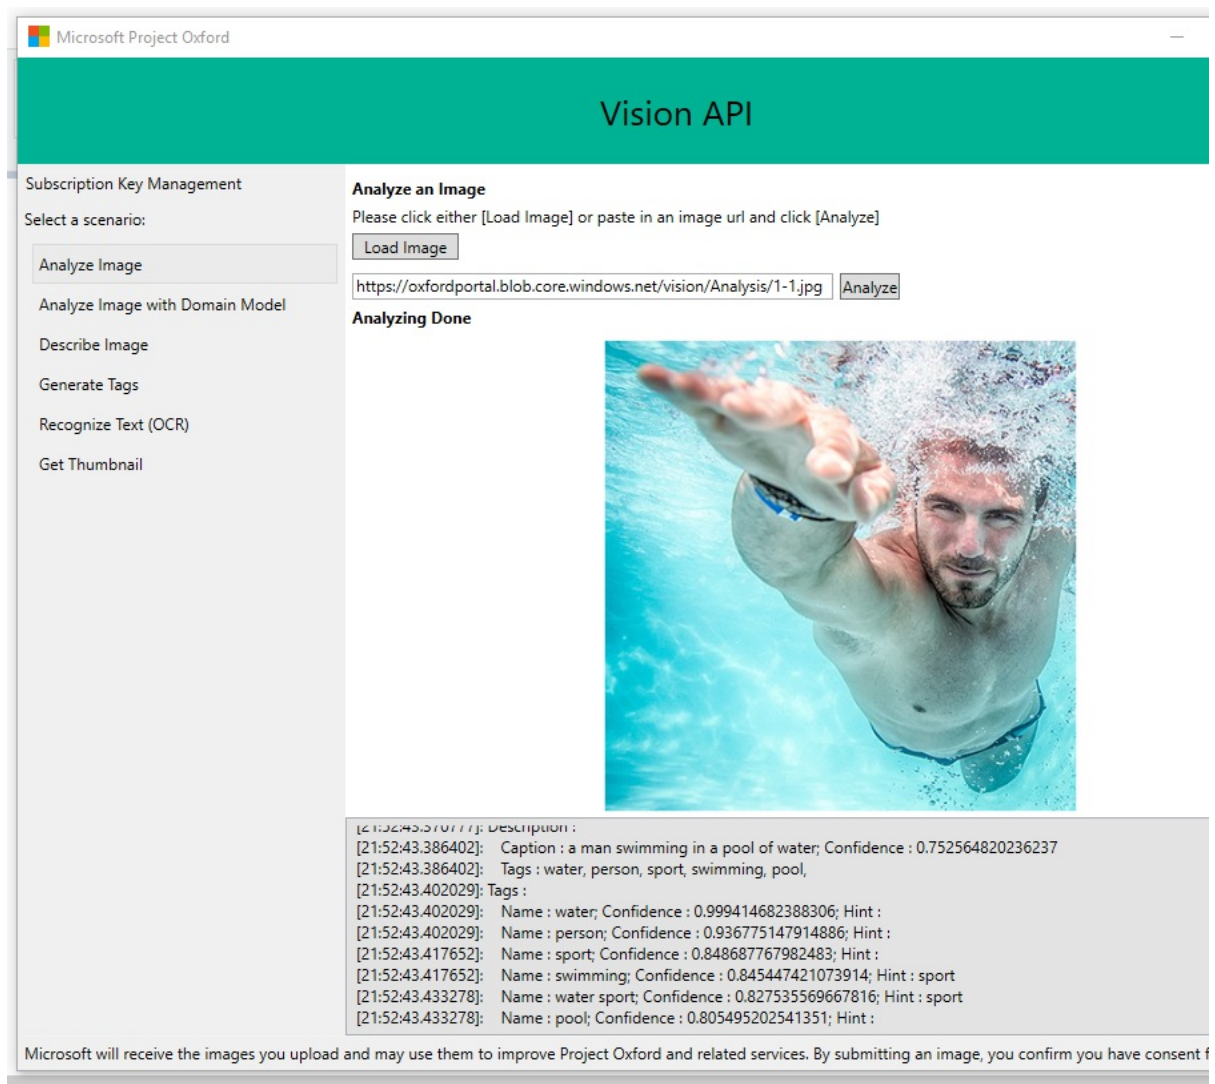 Microsoft Project Oxford
Vision API
Subscription Key Management
Select a scenario:
Analyze Image
Analyze Image with Domain Model
Describe Image
Generate Tags
Recognize Text (OCR)
Get Thumbnail
Analyze an Image
Please click either [Load Image] or paste in an image url and click [Analyze]
Load Image
https://oxfordportal.blob.core.windows.net/vision/Analysis/1-1.jpg Analyze
Analyzing Done
[21:52:43.370777]: Description :
[21:52:43.386402]: Caption : a man swimming in a pool of water; Confidence : 0.752564820236237
[21:52:43.386402]: Tags : water, person, sport, swimming, pool,
[21:52:43.402029]: Tags :
[21:52:43.402029]: Name : water; Confidence : 0.999414682388306; Hint :
[21:52:43.402029]: Name : person; Confidence : 0.936775147914886; Hint :
[21:52:43.417652]: Name : sport; Confidence : 0.848687767982483; Hint :
[21:52:43.417652]: Name : swimming; Confidence : 0.845447421073914; Hint : sport
[21:52:43.433278]: Name : water sport; Confidence : 0.827535569667816; Hint : sport
[21:52:43.433278]: Name : pool; Confidence : 0.805495202541351; Hint :
Microsoft will receive the images you upload and may use them to improve Project Oxford and related services. By submitting an image, you confirm you have consent f